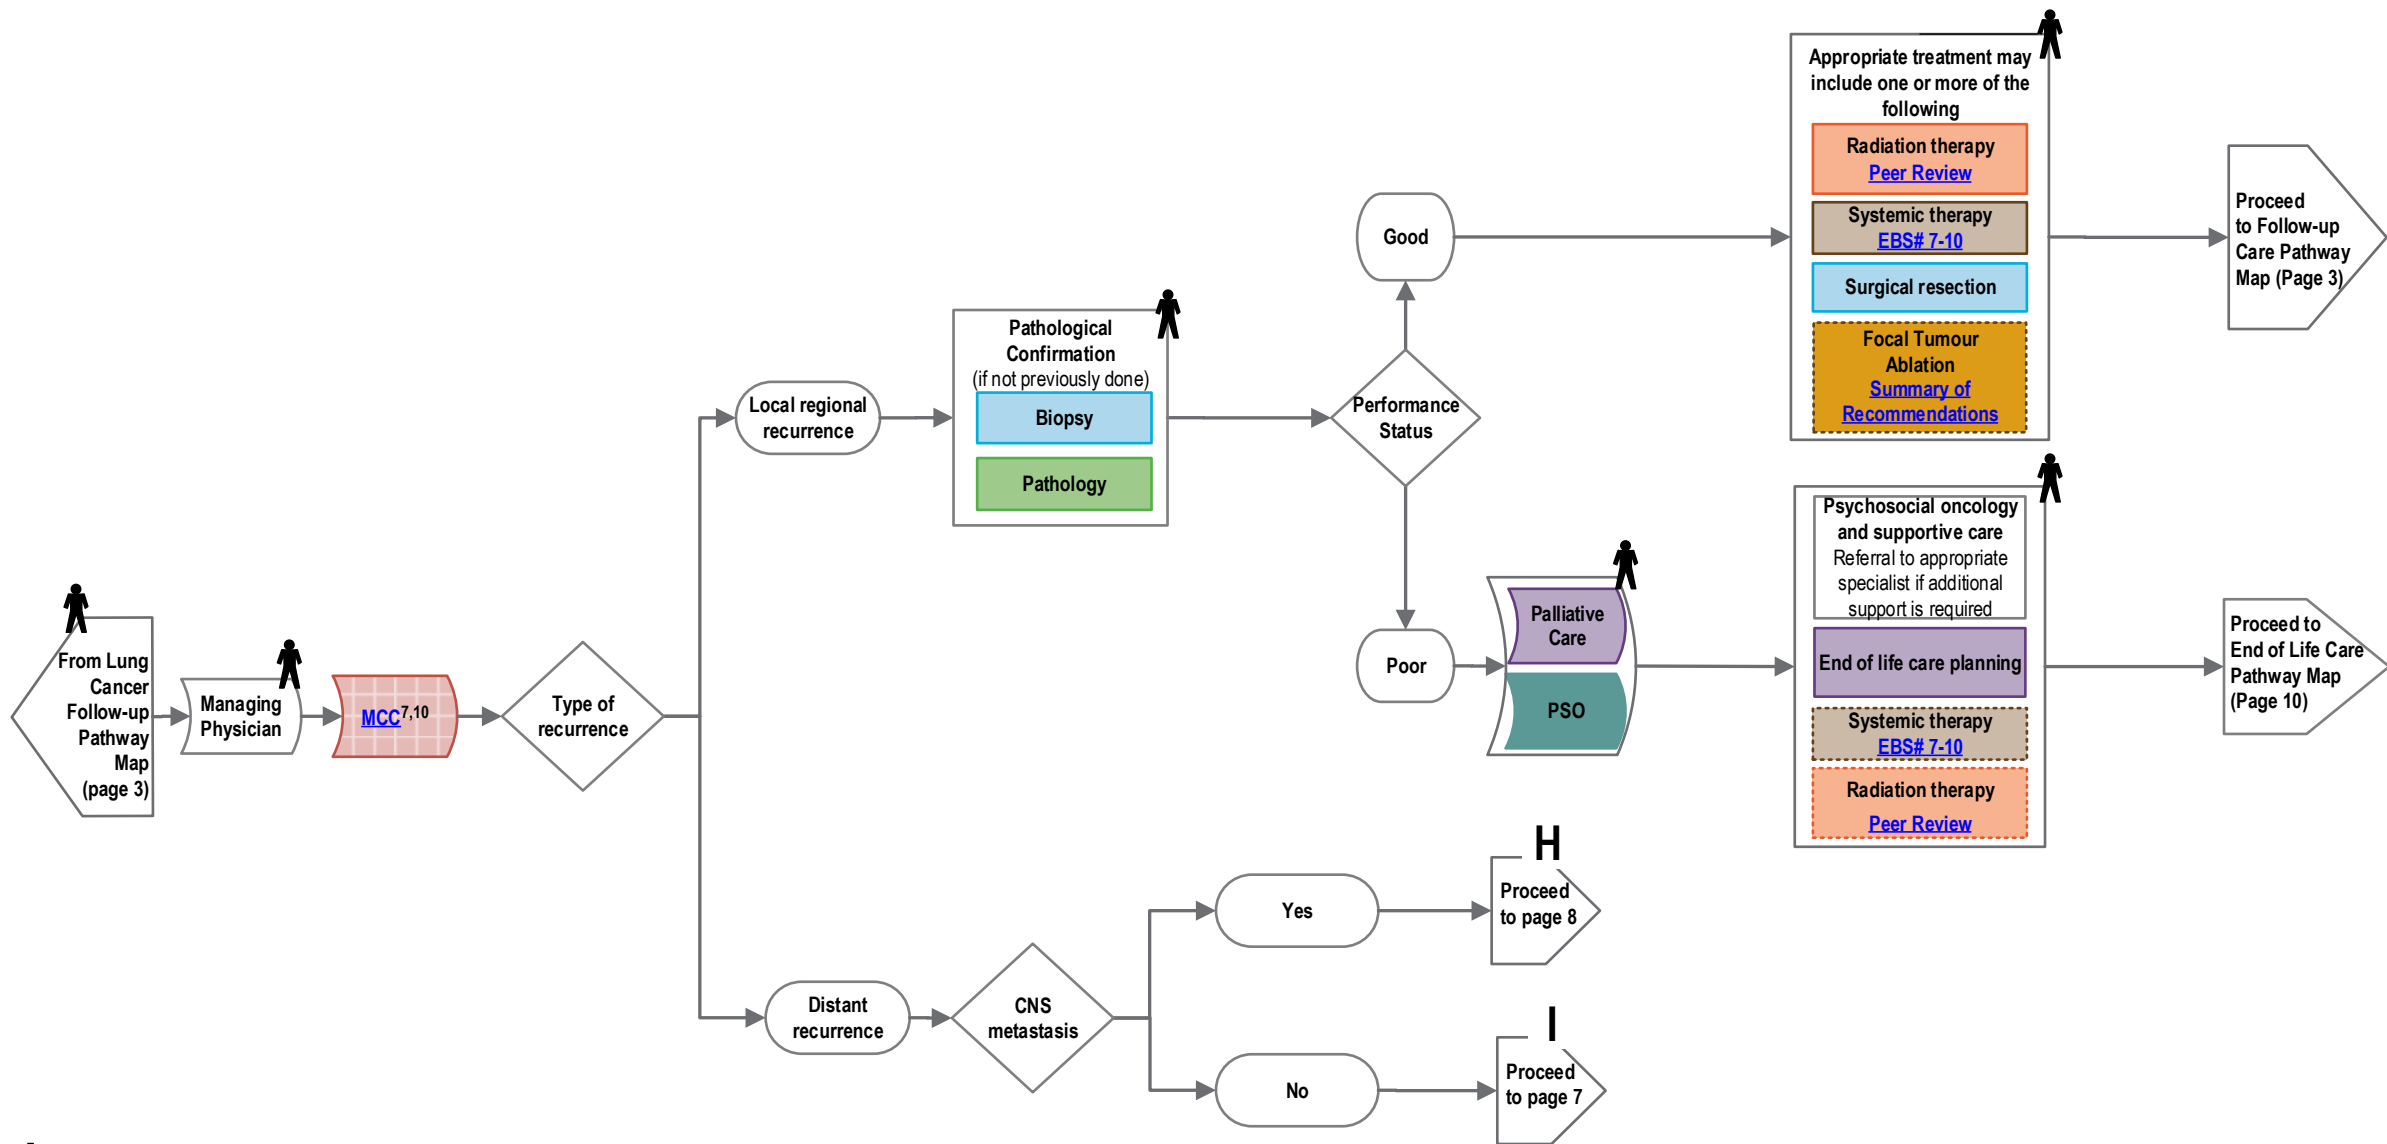 From Lung
Cancer
Follow-up
Pathway
Map
(page 3)
Managing
Physician
MCC7,10
Type of
recurrence
Local regional
recurrence
Pathological
Confirmation
(if not previously done)
Biopsy
Pathology
Performance
Status
Good
Appropriate treatment may
include one or more of the
following
Radiation therapy
Peer Review
Systemic therapy
EBS# 7-10
Surgical resection
Focal Tumour
Ablation
Summary of
Recommendations
Proceed
to Follow-up
Care Pathway
Map (Page 3)
Poor
Palliative
Care
PSO
Psychosocial oncology
and supportive care
Referral to appropriate
specialist if additional
support is required
End of life care planning
Systemic therapy
EBS# 7-10
Radiation therapy
Peer Review
Proceed to
End of Life Care
Pathway Map
(Page 10)
Distant
recurrence
CNS
metastasis
Yes
H
Proceed
to page 8
No
I
Proceed
to page 7